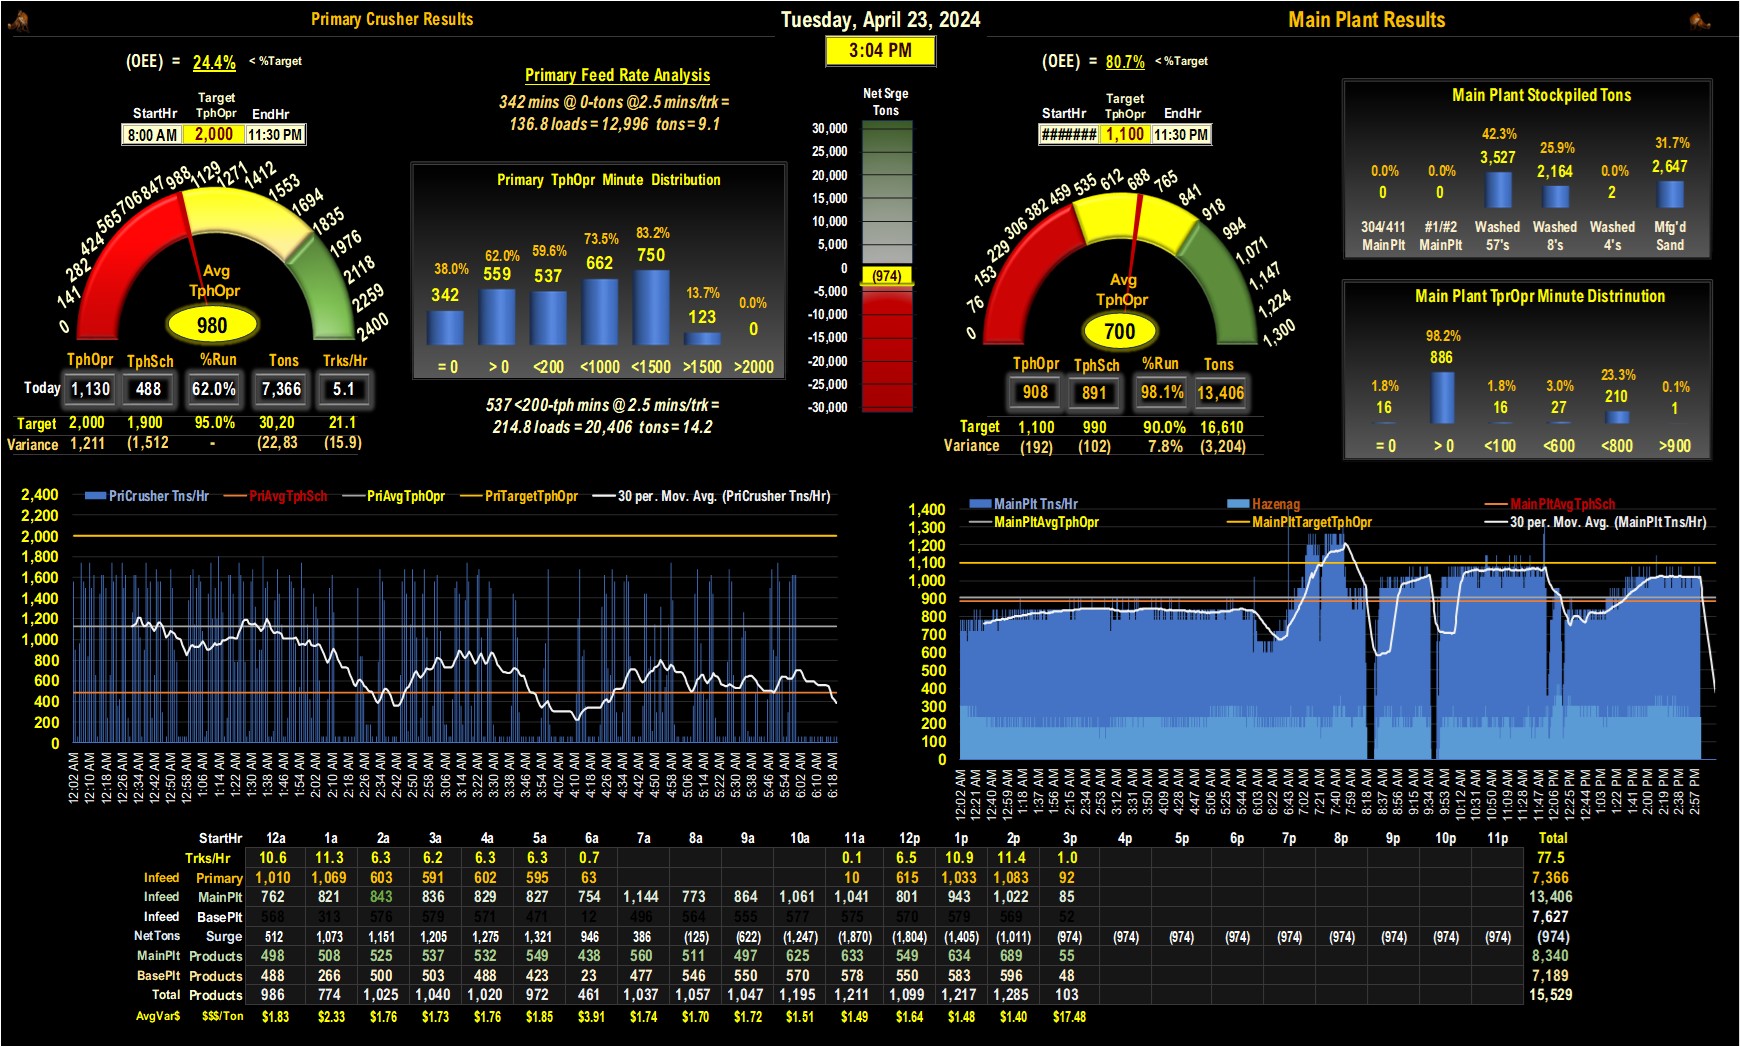 Primary Crusher Results
Tuesday, April 23, 2024
Main Plant Results
3:04 PM
(OEE) = 24.4% < %Target
Target
StartHr TphOpr EndHr
8:00 AM 2,000 11:30 PM
0 141 282 424 565 706 847 988 1129 1271 1412 1553 1694 1835 1976 2118 2259 2400
Avg
TphOpr
980
TphOpr TphSch %Run Tons Trks/Hr
Today 1,130 488 62.0% 7,366 5.1
Target 2,000 1,900 95.0% 30,20 21.1
Variance 1,211 (1,512 - (22,83 (15.9)
Primary Feed Rate Analysis
342 mins @ 0-tons @2.5 mins/trk =
136.8 loads = 12,996 tons = 9.1
Primary TphOpr Minute Distribution
38.0% 62.0% 59.6% 73.5% 83.2% 13.7% 0.0%
342 559 537 662 750 123 0
= 0 > 0 <200 <1000 <1500 >1500 >2000
537 <200-tph mins @ 2.5 mins/trk =
214.8 loads = 20,406 tons = 14.2
Net Srge
Tons
30,000
25,000
20,000
15,000
10,000
5,000
0
(974)
-5,000
-10,000
-15,000
-20,000
-25,000
-30,000
(OEE) = 80.7% < %Target
Target
StartHr TphOpr EndHr
####### 1,100 11:30 PM
0 76 153 229 306 382 459 535 612 688 765 841 918 994 1,071 1,147 1,224 1,300
Avg
TphOpr
700
TphOpr TphSch %Run Tons
908 891 98.1% 13,406
Target 1,100 990 90.0% 16,610
Variance (192) (102) 7.8% (3,204)
Main Plant Stockpiled Tons
0.0% 0.0% 42.3% 25.9% 0.0% 31.7%
0 0 3,527 2,164 2 2,647
304/411 #1/#2 Washed Washed Washed Mfg'd
MainPlt MainPlt 57's 8's 4's Sand
Main Plant TprOpr Minute Distrinution
1.8% 98.2% 1.8% 3.0% 23.3% 0.1%
16 886 16 27 210 1
= 0 > 0 <100 <600 <800 >900
PriCrusher Tns/Hr PriAvgTphSch PriAvgTphOpr PriTargetTphOpr 30 per. Mov. Avg. (PriCrusher Tns/Hr)
2,400
2,200
2,000
1,800
1,600
1,400
1,200
1,000
800
600
400
200
0
12:02 AM 12:10 AM 12:18 AM 12:26 AM 12:34 AM 12:42 AM 12:50 AM 12:58 AM 1:06 AM 1:14 AM 1:22 AM 1:30 AM 1:38 AM 1:46 AM 1:54 AM 2:02 AM 2:10 AM 2:18 AM 2:26 AM 2:34 AM 2:42 AM 2:50 AM 2:58 AM 3:06 AM 3:14 AM 3:22 AM 3:30 AM 3:38 AM 3:46 AM 3:54 AM 4:02 AM 4:10 AM 4:18 AM 4:26 AM 4:34 AM 4:42 AM 4:50 AM 4:58 AM 5:06 AM 5:14 AM 5:22 AM 5:30 AM 5:38 AM 5:46 AM 5:54 AM 6:02 AM 6:10 AM 6:18 AM
MainPlt Tns/Hr Hazenag MainPltAvgTphSch
MainPltAvgTphOpr MainPltTargetTphOpr 30 per. Mov. Avg. (MainPlt Tns/Hr)
1,400
1,300
1,200
1,100
1,000
900
800
700
600
500
400
300
200
100
0
12:02 AM 12:21 AM 12:40 AM 12:59 AM 1:18 AM 1:37 AM 1:56 AM 2:15 AM 2:34 AM 2:53 AM 3:12 AM 3:31 AM 3:50 AM 4:09 AM 4:28 AM 4:47 AM 5:06 AM 5:25 AM 5:44 AM 6:03 AM 6:22 AM 6:43 AM 7:02 AM 7:21 AM 7:40 AM 7:59 AM 8:18 AM 8:37 AM 8:56 AM 9:15 AM 9:34 AM 9:53 AM 10:12 AM 10:31 AM 10:50 AM 11:09 AM 11:28 AM 11:47 AM 12:06 PM 12:25 PM 12:44 PM 1:03 PM 1:22 PM 1:41 PM 2:00 PM 2:19 PM 2:38 PM 2:57 PM
StartHr 12a 1a 2a 3a 4a 5a 6a 7a 8a 9a 10a 11a 12p 1p 2p 3p 4p 5p 6p 7p 8p 9p 10p 11p Total
Trks/Hr 10.6 11.3 6.3 6.2 6.3 6.3 0.7 0.1 6.5 10.9 11.4 1.0 77.5
Infeed Primary 1,010 1,069 603 591 602 595 63 10 615 1,033 1,083 92 7,366
Infeed MainPlt 762 821 843 836 829 827 754 1,144 773 864 1,061 1,041 801 943 1,022 85 13,406
Infeed BasePlt 568 313 576 579 571 471 12 496 564 555 577 575 570 579 569 52 7,627
NetTons Surge 512 1,073 1,151 1,205 1,275 1,321 946 386 (125) (622) (1,247) (1,870) (1,804) (1,405) (1,011) (974) (974) (974) (974) (974) (974) (974) (974) (974) (974)
MainPlt Products 498 508 525 537 532 549 438 560 511 497 625 633 549 634 689 55 8,340
BasePlt Products 488 266 500 503 488 423 23 477 546 550 570 578 550 583 596 48 7,189
Total Products 986 774 1,025 1,040 1,020 972 461 1,037 1,057 1,047 1,195 1,211 1,099 1,217 1,285 103 15,529
AvgVar$ $$$/Ton $1.83 $2.33 $1.76 $1.73 $1.76 $1.85 $3.91 $1.74 $1.70 $1.72 $1.51 $1.49 $1.64 $1.48 $1.40 $17.48